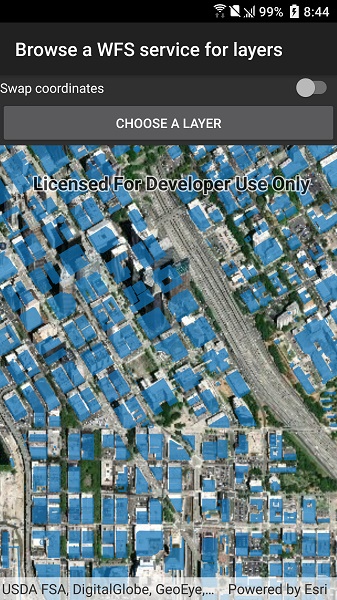 99% 8:44
Browse a WFS service for layers
Swap coordinates
CHOOSE A LAYER
Licensed For Developer Use Only
USDA FSA, DigitalGlobe, GeoEye,... Powered by Esri